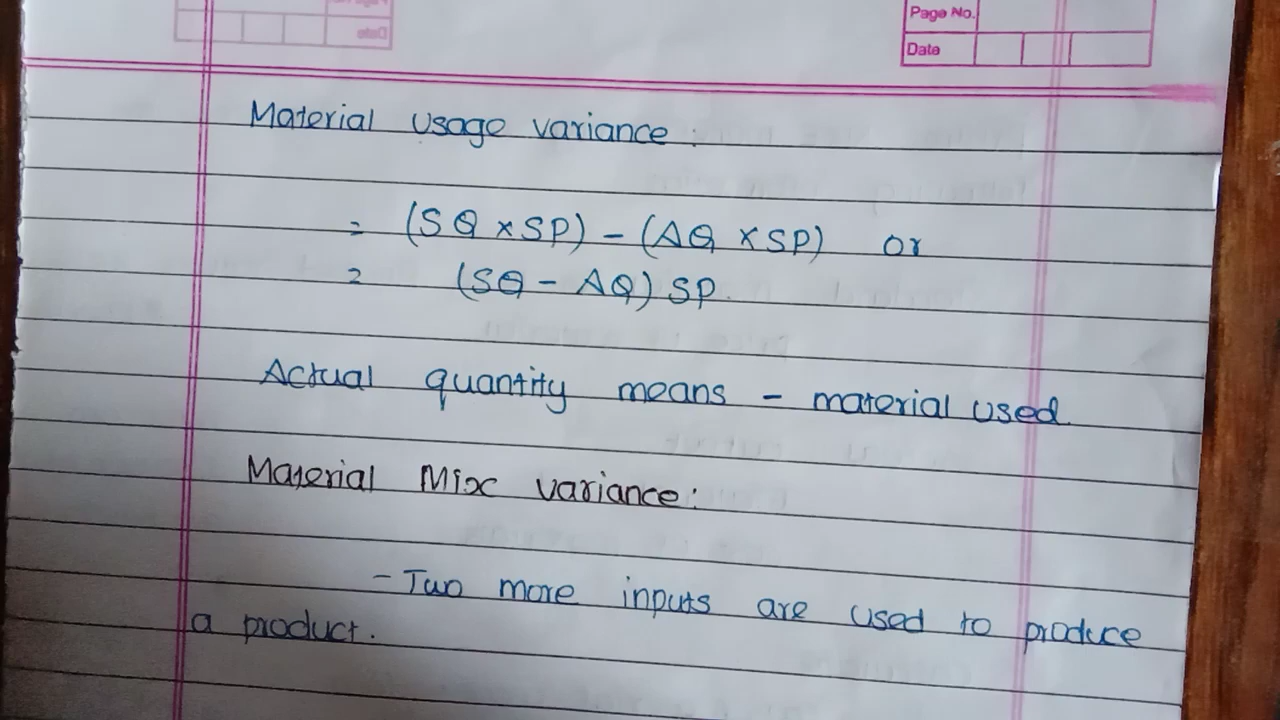 Page No.
Date
Material usage variance :
= (SQ × SP) - (AQ × SP) or
= (SQ - AQ) SP.
Actual quantity means - material used.
Material Mix variance :
- Two more inputs are used to produce
a product.